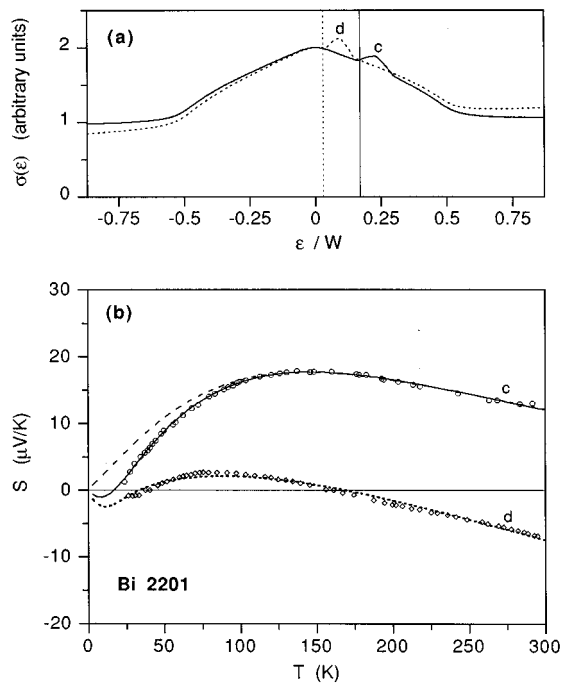 (a)
d
c
σ(ε) (arbitrary units)
2
1
0
-0.75 -0.5 -0.25 0 0.25 0.5 0.75
ε / W
(b)
S (μV/K)
30
20
10
0
-10
-20
c
d
Bi 2201
0 50 100 150 200 250 300
T (K)